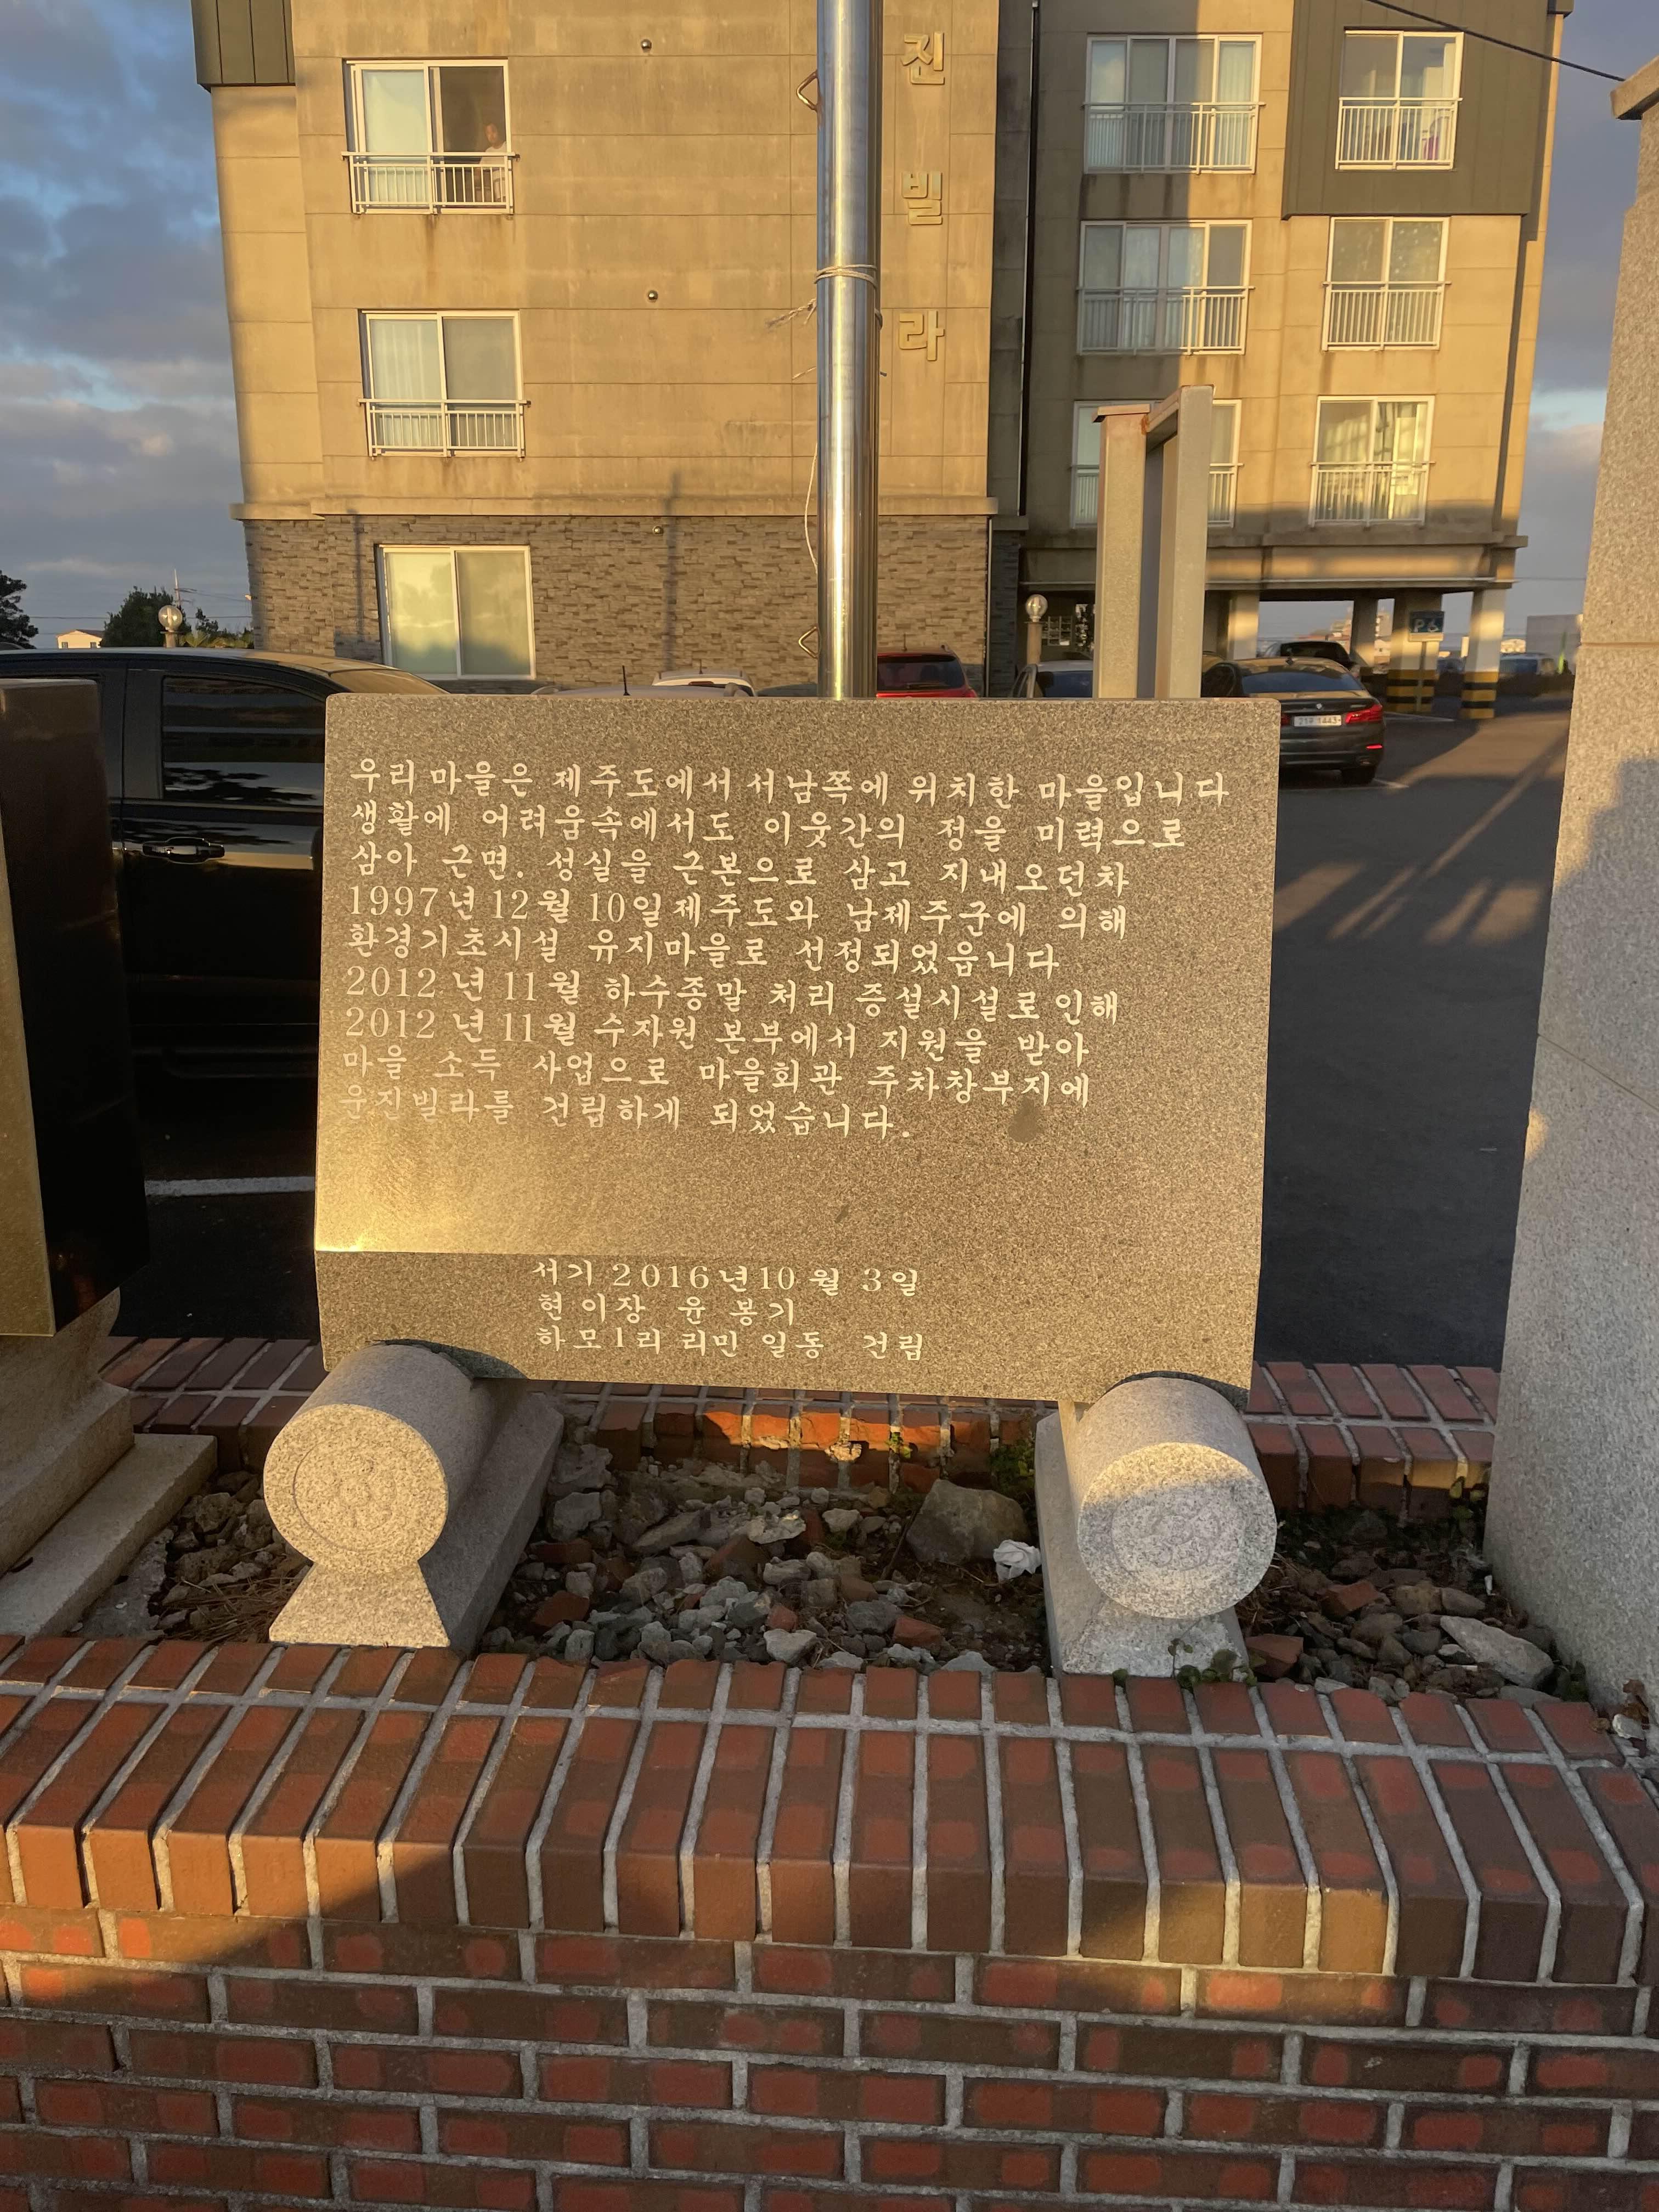 진
빌
라
우리 마을은 제주도에서 서남쪽에 위치한 마을입니다
생활에 어려움속에서도 이웃간의 정을 미력으로
삼아 근면. 성실을 근본으로 삼고 지내오던차
1997년 12월 10일 제주도와 남제주군에 의해
환경기초시설 유지마을로 선정되었읍니다
2012년 11월 하수종말 처리 증설시설로 인해
2012년 11월 수자원 본부에서 지원을 받아
마을 소득 사업으로 마을회관 주차창부지에
운진빌라를 건립하게 되었습니다.
서기 2016년 10월 3일
현이장 윤봉기
하모1리 리민 일동 건립